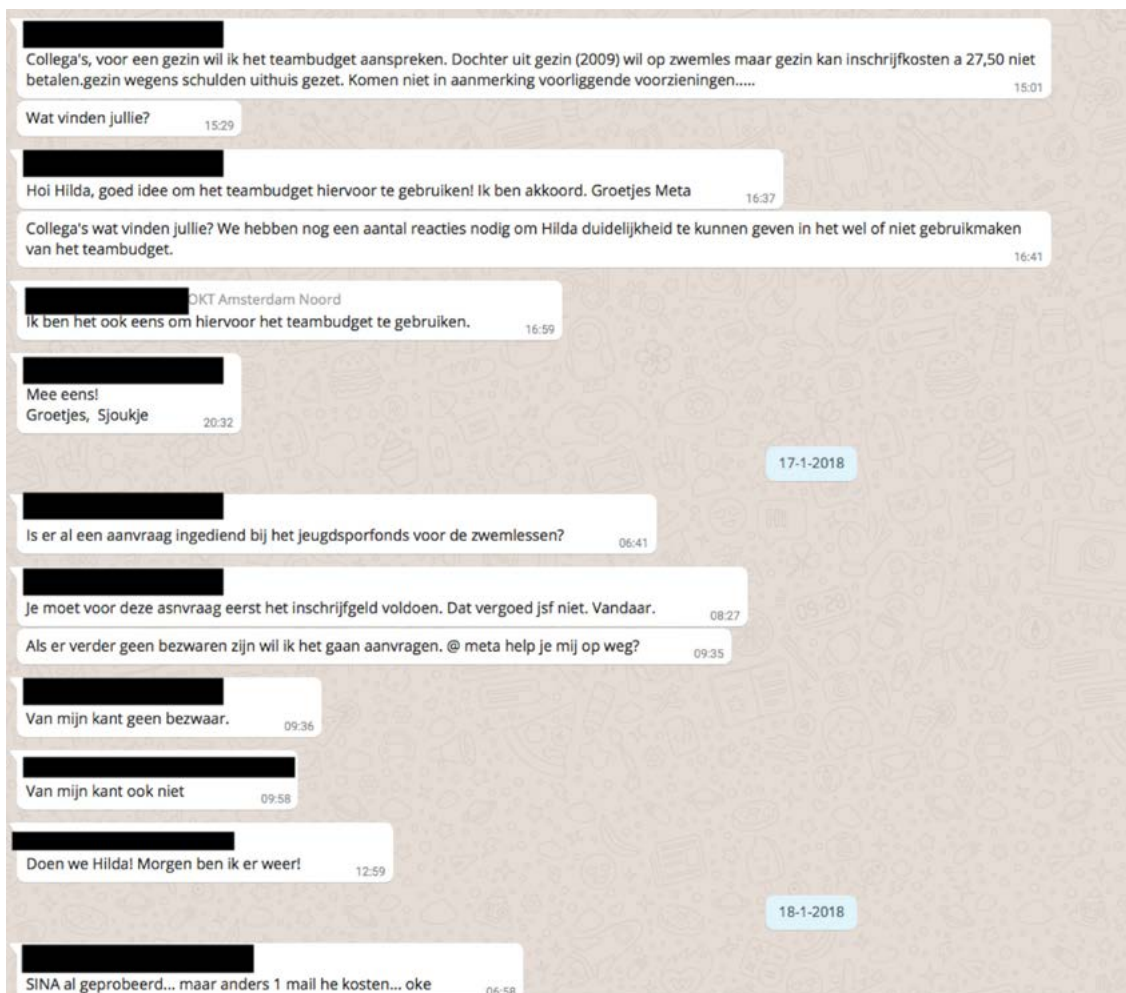 Collega's, voor een gezin wil ik het teambudget aanspreken. Dochter uit gezin (2009) wil op zwemles maar gezin kan inschrijfkosten a 27,50 niet
betalen.gezin wegens schulden uithuis gezet. Komen niet in aanmerking voorliggende voorzieningen.....
15:01
Wat vinden jullie?
15:29
Hoi Hilda, goed idee om het teambudget hiervoor te gebruiken! Ik ben akkoord. Groetjes Meta
16:37
Collega's wat vinden jullie? We hebben nog een aantal reacties nodig om Hilda duidelijkheid te kunnen geven in het wel of niet gebruikmaken
van het teambudget.
16:41
OKT Amsterdam Noord
Ik ben het ook eens om hiervoor het teambudget te gebruiken.
16:59
Mee eens!
Groetjes, Sjoukje
20:32
17-1-2018
Is er al een aanvraag ingediend bij het jeugdsporfonds voor de zwemlessen?
06:41
Je moet voor deze asnvraag eerst het inschrijfgeld voldoen. Dat vergoed jsf niet. Vandaar.
08:27
Als er verder geen bezwaren zijn wil ik het gaan aanvragen. @ meta help je mij op weg?
09:35
Van mijn kant geen bezwaar.
09:36
Van mijn kant ook niet
09:58
Doen we Hilda! Morgen ben ik er weer!
12:59
18-1-2018
SINA al geprobeerd... maar anders 1 mail he kosten... oke
06:58